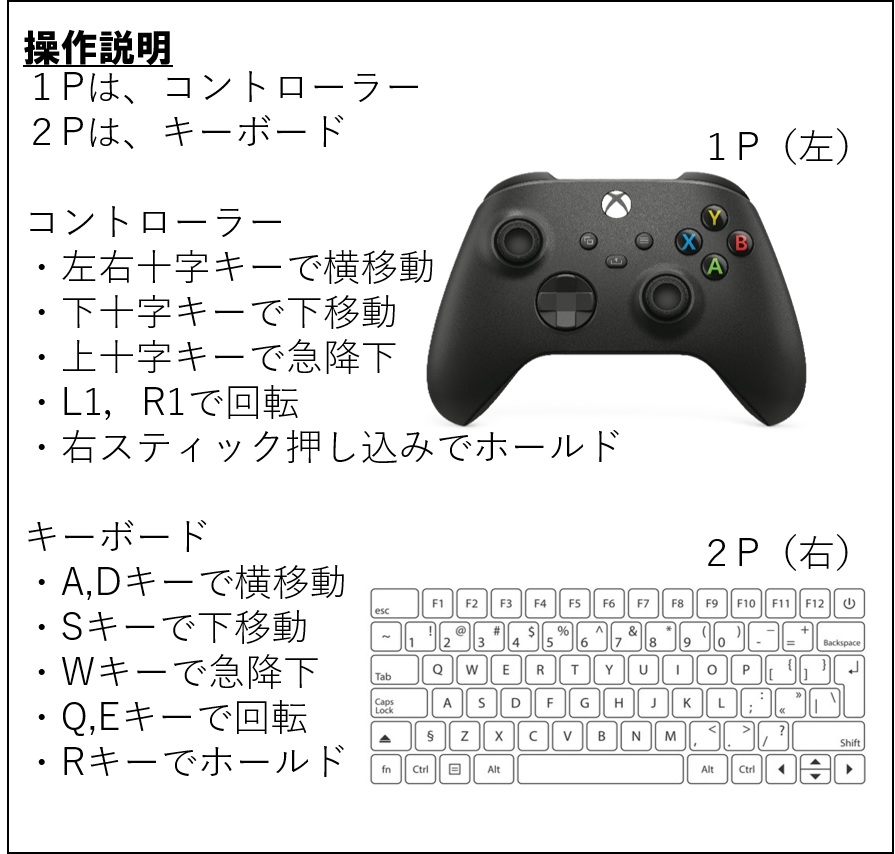 操作説明
１Pは、コントローラー
２Pは、キーボード
１P（左）
コントローラー
・左右十字キーで横移動
・下十字キーで下移動
・上十字キーで急降下
・L1，R1で回転
・右スティック押し込みでホールド
Y
X B
A
キーボード
・A,Dキーで横移動
・Sキーで下移動
・Wキーで急降下
・Q,Eキーで回転
・Rキーでホールド
２P（右）
esc F1 F2 F3 F4 F5 F6 F7 F8 F9 F10 F11 F12
~ 1 ! 2 @ 3 # 4 $ 5 % 6 ^ 7 & 8 * 9 ( 0 ) - _ = + Backspace
Tab Q W E R T Y U I O P [ { ] }
Caps Lock A S D F G H J K L ; : « » | \
§ Z X C V B N M , < . > / ? Shift
fn Ctrl Alt Alt Ctrl